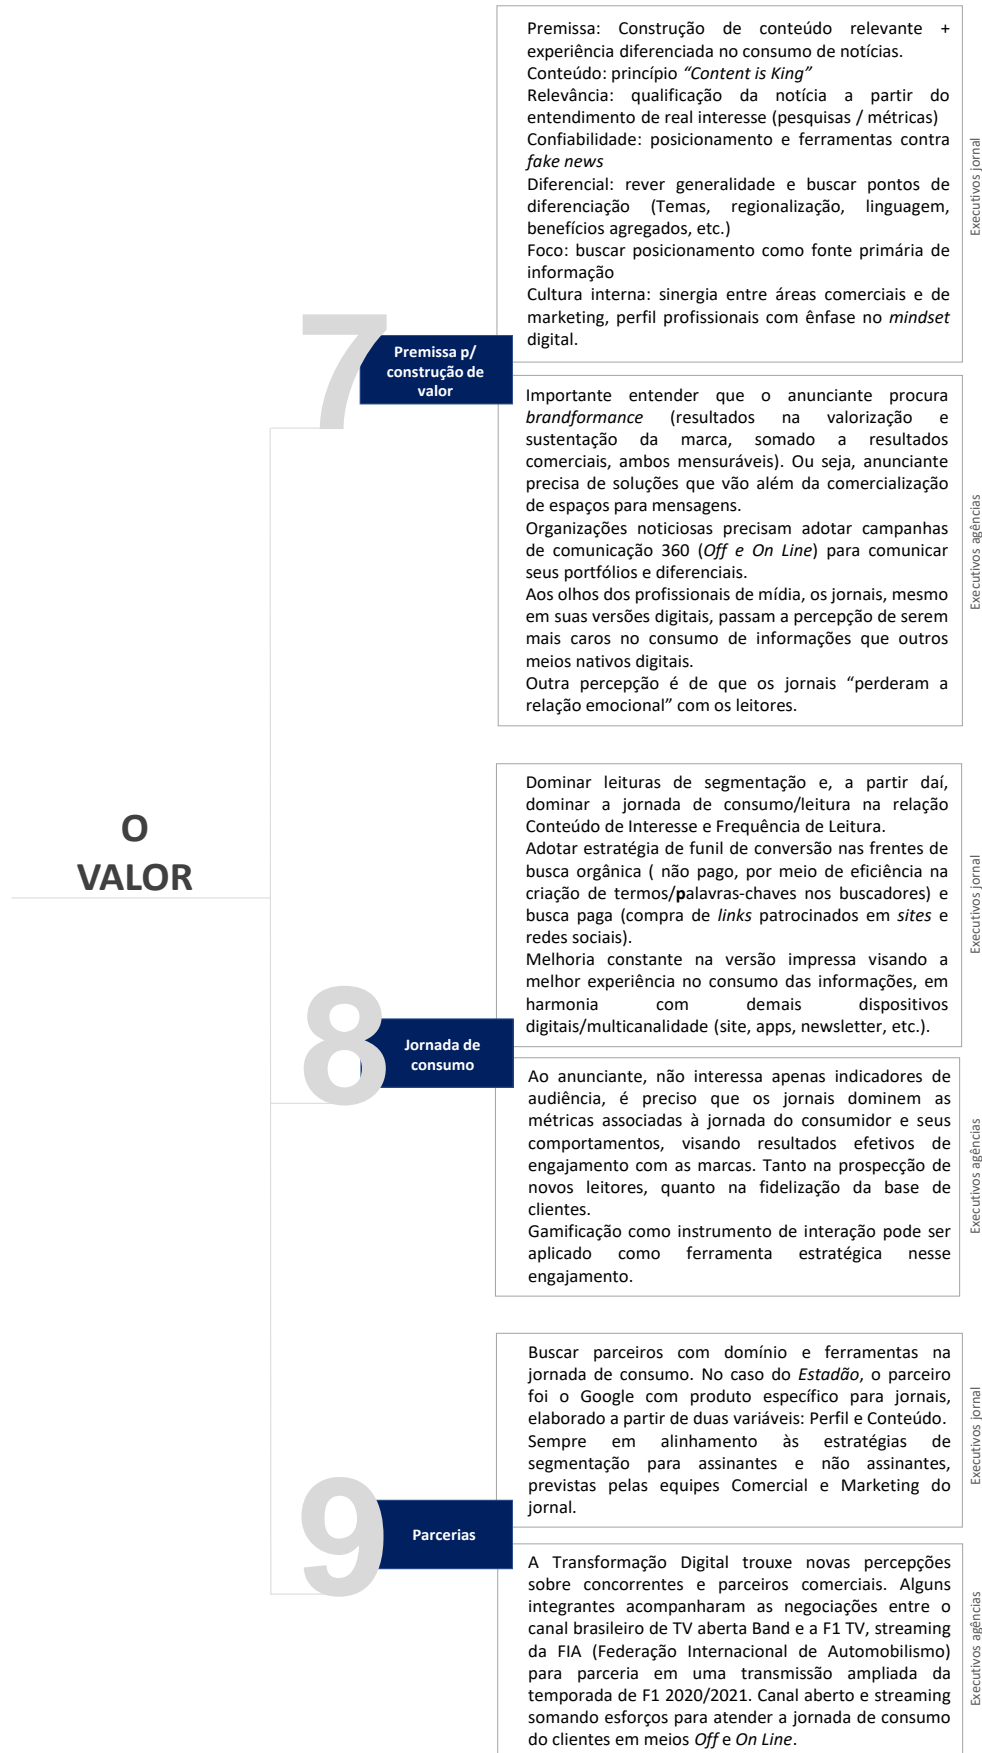 O
VALOR
7
Premissa p/
construção de
valor
Premissa: Construção de conteúdo relevante +
experiência diferenciada no consumo de notícias.
Conteúdo: princípio “Content is King”
Relevância: qualificação da notícia a partir do
entendimento de real interesse (pesquisas / métricas)
Confiabilidade: posicionamento e ferramentas contra
fake news
Diferencial: rever generalidade e buscar pontos de
diferenciação (Temas, regionalização, linguagem,
benefícios agregados, etc.)
Foco: buscar posicionamento como fonte primária de
informação
Cultura interna: sinergia entre áreas comerciais e de
marketing, perfil profissionais com ênfase no mindset
digital.
Executivos jornal
Importante entender que o anunciante procura
brandformance (resultados na valorização e
sustentação da marca, somado a resultados
comerciais, ambos mensuráveis). Ou seja, anunciante
precisa de soluções que vão além da comercialização
de espaços para mensagens.
Organizações noticiosas precisam adotar campanhas
de comunicação 360 (Off e On Line) para comunicar
seus portfólios e diferenciais.
Aos olhos dos profissionais de mídia, os jornais, mesmo
em suas versões digitais, passam a percepção de serem
mais caros no consumo de informações que outros
meios nativos digitais.
Outra percepção é de que os jornais “perderam a
relação emocional” com os leitores.
Executivos agências
8
Jornada de
consumo
Dominar leituras de segmentação e, a partir daí,
dominar a jornada de consumo/leitura na relação
Conteúdo de Interesse e Frequência de Leitura.
Adotar estratégia de funil de conversão nas frentes de
busca orgânica ( não pago, por meio de eficiência na
criação de termos/palavras-chaves nos buscadores) e
busca paga (compra de links patrocinados em sites e
redes sociais).
Melhoria constante na versão impressa visando a
melhor experiência no consumo das informações, em
harmonia com demais dispositivos
digitais/multicanalidade (site, apps, newsletter, etc.).
Executivos jornal
Ao anunciante, não interessa apenas indicadores de
audiência, é preciso que os jornais dominem as
métricas associadas à jornada do consumidor e seus
comportamentos, visando resultados efetivos de
engajamento com as marcas. Tanto na prospecção de
novos leitores, quanto na fidelização da base de
clientes.
Gamificação como instrumento de interação pode ser
aplicado como ferramenta estratégica nesse
engajamento.
Executivos agências
9
Parcerias
Buscar parceiros com domínio e ferramentas na
jornada de consumo. No caso do Estadão, o parceiro
foi o Google com produto específico para jornais,
elaborado a partir de duas variáveis: Perfil e Conteúdo.
Sempre em alinhamento às estratégias de
segmentação para assinantes e não assinantes,
previstas pelas equipes Comercial e Marketing do
jornal.
Executivos jornal
A Transformação Digital trouxe novas percepções
sobre concorrentes e parceiros comerciais. Alguns
integrantes acompanharam as negociações entre o
canal brasileiro de TV aberta Band e a F1 TV, streaming
da FIA (Federação Internacional de Automobilismo)
para parceria em uma transmissão ampliada da
temporada de F1 2020/2021. Canal aberto e streaming
somando esforços para atender a jornada de consumo
do clientes em meios Off e On Line.
Executivos agências